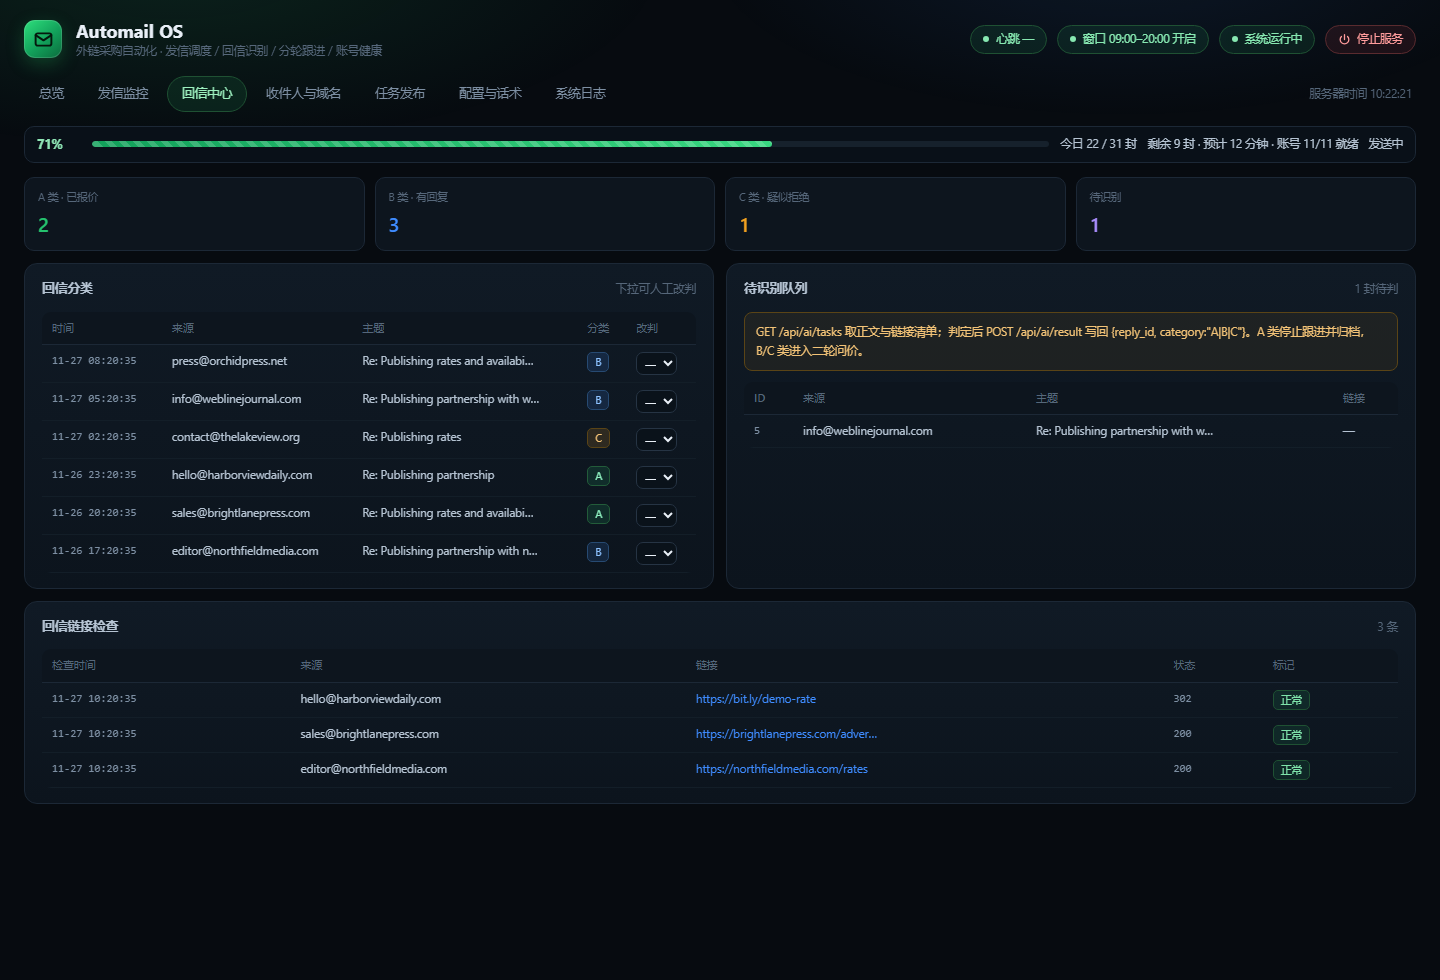 Automail OS
外链采购自动化 · 发信调度 / 回信识别 / 分轮跟进 / 账号健康
心跳 —
窗口 09:00–20:00 开启
系统运行中
停止服务
总览
发信监控
回信中心
收件人与域名
任务发布
配置与话术
系统日志
服务器时间 10:22:21
71%
今日 22 / 31 封
剩余 9 封 · 预计 12 分钟 · 账号 11/11 就绪
发送中
A 类 · 已报价
2
B 类 · 有回复
3
C 类 · 疑似拒绝
1
待识别
1
回信分类
下拉可人工改判
时间 来源 主题 分类 改判
11-27 08:20:35 press@orchidpress.net Re: Publishing rates and availabi... B —
11-27 05:20:35 info@weblinejournal.com Re: Publishing partnership with w... B —
11-27 02:20:35 contact@thelakeview.org Re: Publishing rates C —
11-26 23:20:35 hello@harborviewdaily.com Re: Publishing partnership A —
11-26 20:20:35 sales@brightlanepress.com Re: Publishing rates and availabi... A —
11-26 17:20:35 editor@northfieldmedia.com Re: Publishing partnership with n... B —
待识别队列
1 封待判
GET /api/ai/tasks 取正文与链接清单；判定后 POST /api/ai/result 写回 {reply_id, category:"A|B|C"}。A 类停止跟进并归档，
B/C 类进入二轮问价。
ID 来源 主题 链接
5 info@weblinejournal.com Re: Publishing partnership with w... —
回信链接检查
3 条
检查时间 来源 链接 状态 标记
11-27 10:20:35 hello@harborviewdaily.com https://bit.ly/demo-rate 302 正常
11-27 10:20:35 sales@brightlanepress.com https://brightlanepress.com/adver... 200 正常
11-27 10:20:35 editor@northfieldmedia.com https://northfieldmedia.com/rates 200 正常